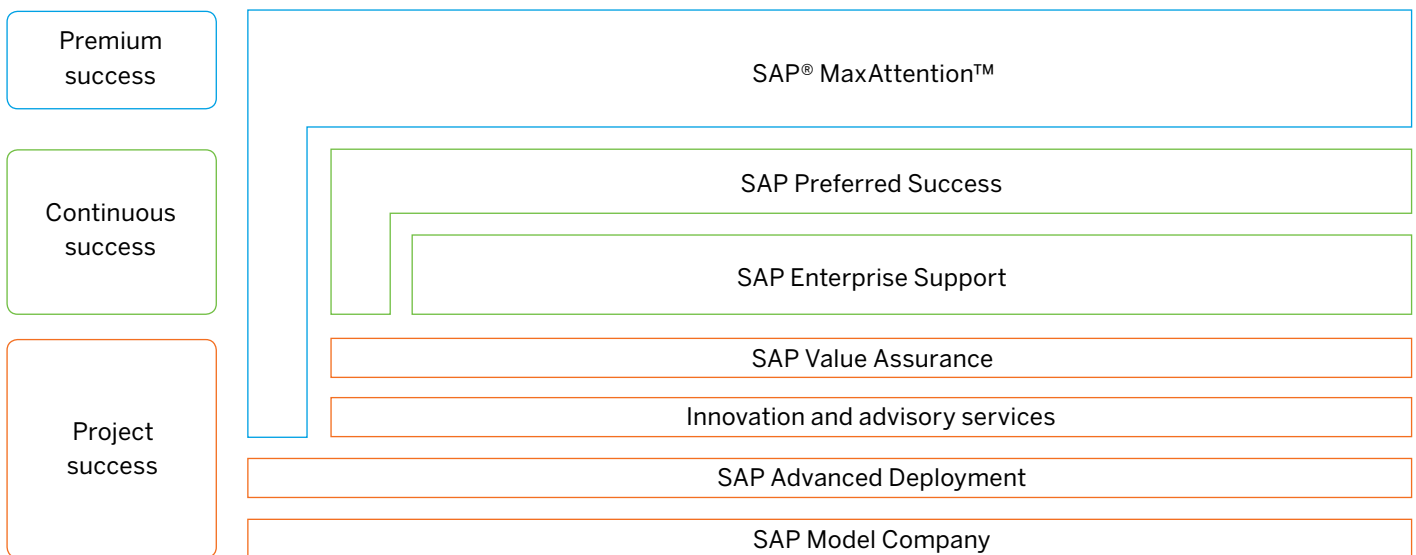 Premium
success
SAP® MaxAttention™
Continuous
success
SAP Preferred Success
SAP Enterprise Support
Project
success
SAP Value Assurance
Innovation and advisory services
SAP Advanced Deployment
SAP Model Company